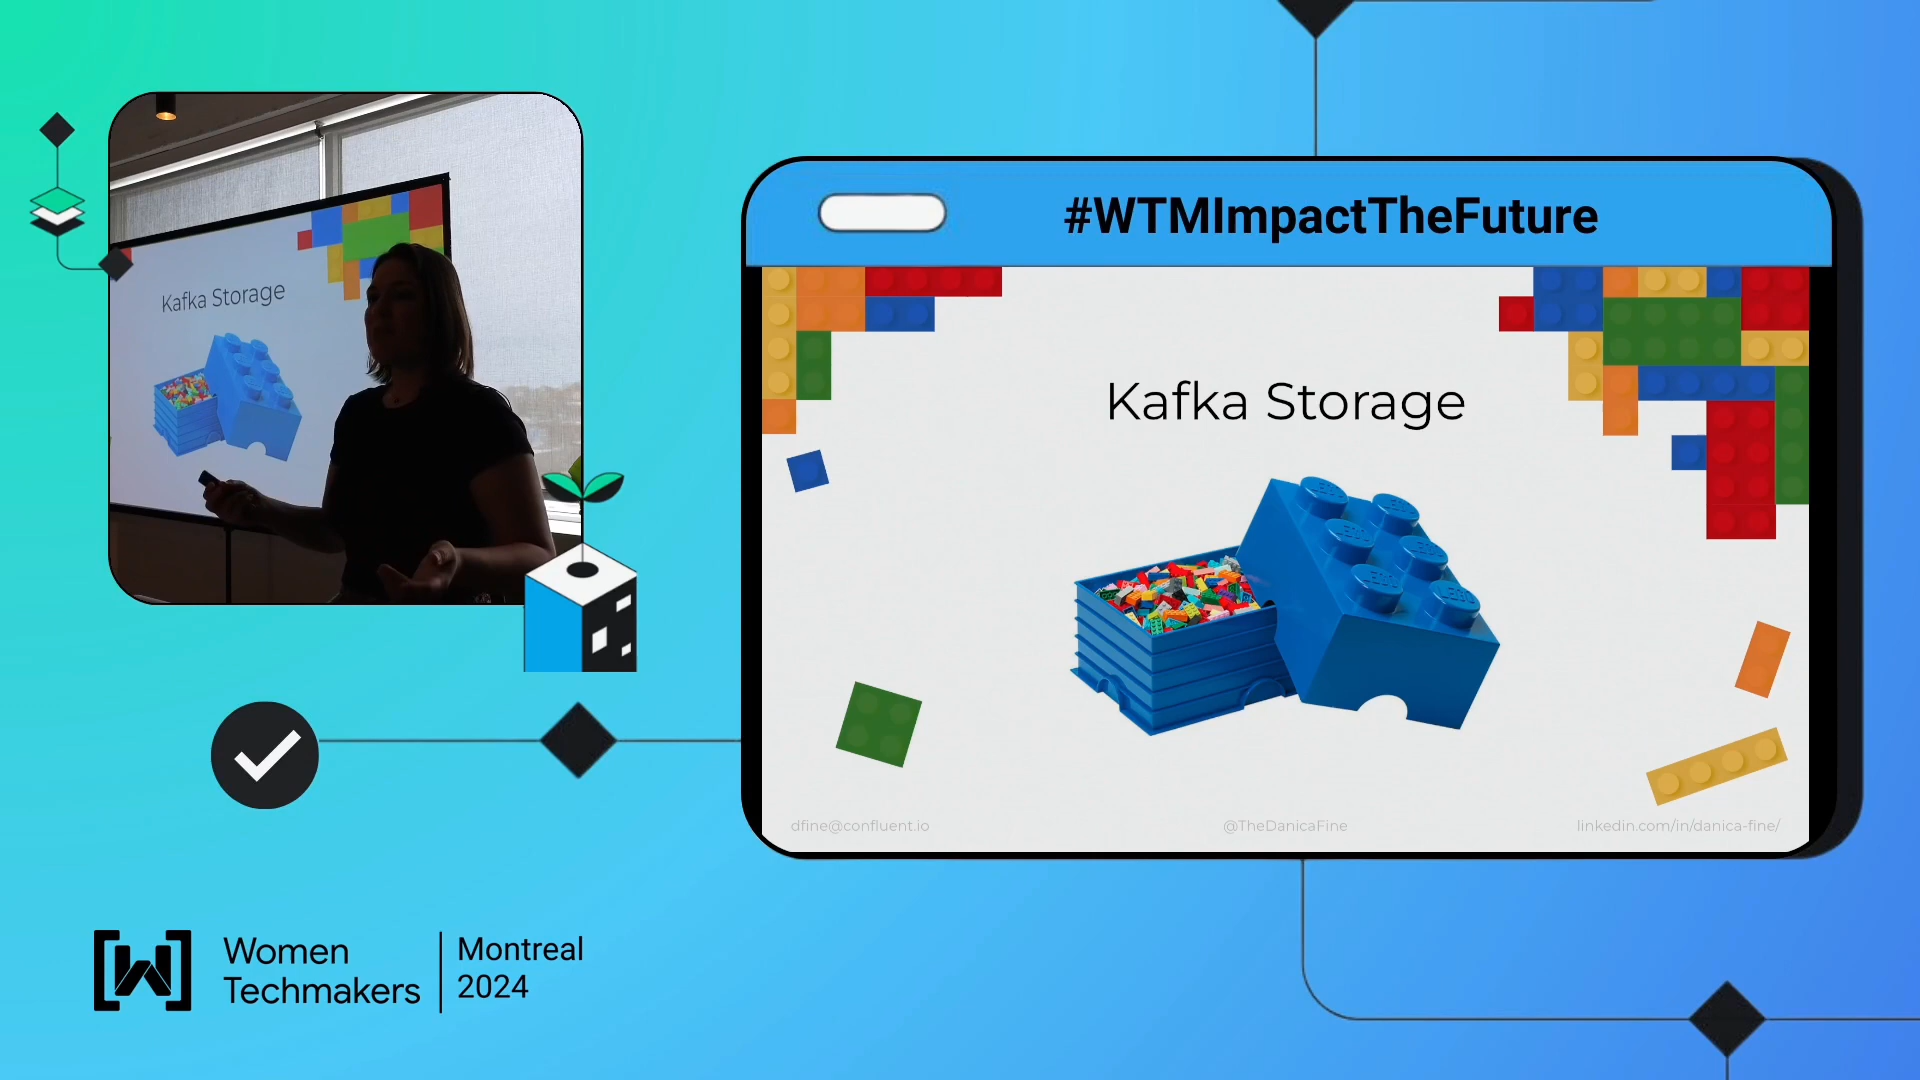 Kafka Storage
#WTMImpactTheFuture
Kafka Storage
dfine@confluent.io
@TheDanicaFine
linkedin.com/in/danica-fine/
Women
Techmakers
Montreal
2024